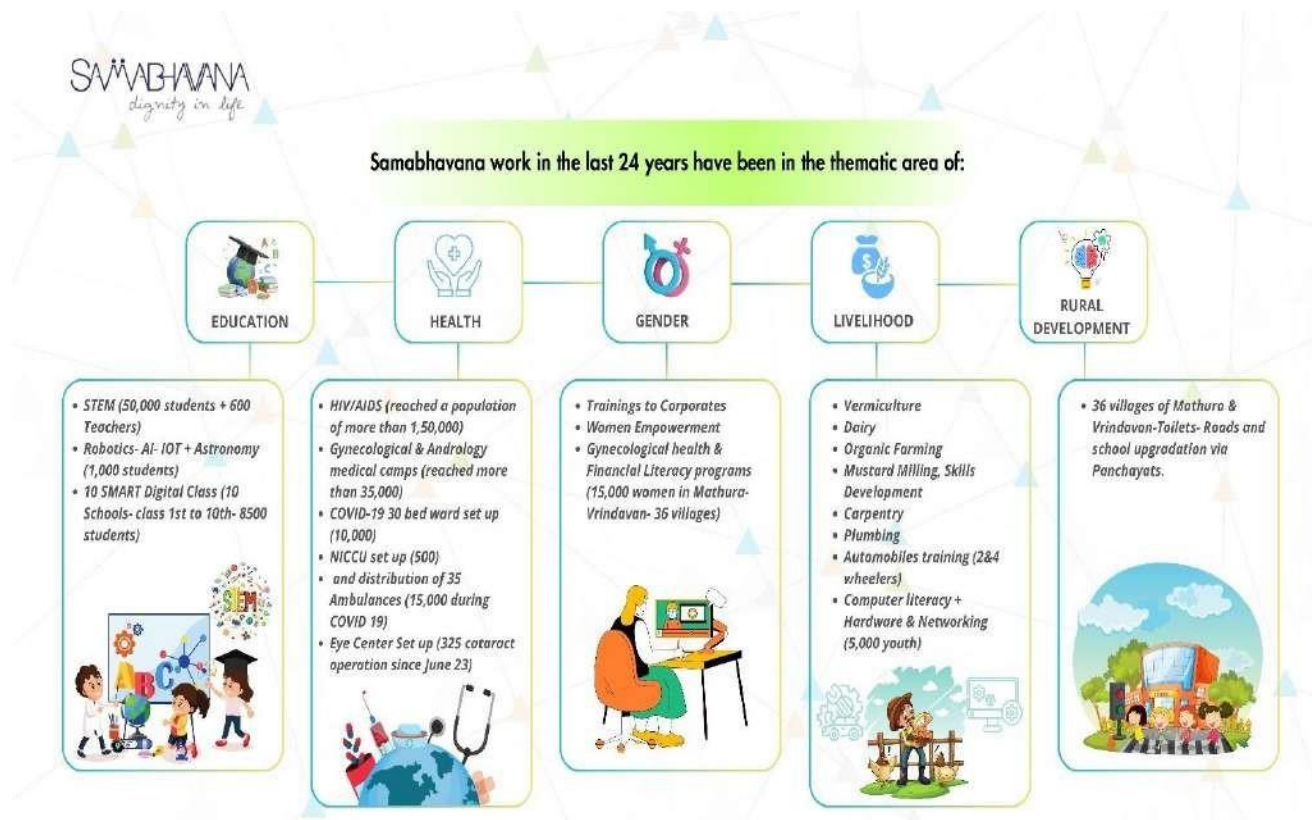 SAMABHAVANA
dignity in life
Samabhavana work in the last 24 years have been in the thematic area of:
EDUCATION
HEALTH
GENDER
LIVELIHOOD
RURAL
DEVELOPMENT
• STEM (50,000 students + 600
Teachers)
• Robotics- AI- IOT + Astronomy
(1,000 students)
• 10 SMART Digital Class (10
Schools- class 1st to 10th- 8500
students)
STEM
ABC
• HIV/AIDS (reached a population
of more than 1,50,000)
• Gynecological & Andrology
medical camps (reached more
than 35,000)
• COVID-19 30 bed ward set up
(10,000)
• NICCU set up (500)
• and distribution of 35
Ambulances (15,000 during
COVID 19)
• Eye Center Set up (325 cataract
operation since June 23)
• Trainings to Corporates
• Women Empowerment
• Gynecological health &
Financial Literacy programs
(15,000 women in Mathura-
Vrindavan- 36 villages)
• Vermiculture
• Dairy
• Organic Farming
• Mustard Milling, Skills
Development
• Carpentry
• Plumbing
• Automobiles training (2&4
wheelers)
• Computer literacy +
Hardware & Networking
(5,000 youth)
• 36 villages of Mathura &
Vrindavan-Toilets- Roads and
school upgradation via
Panchayats.